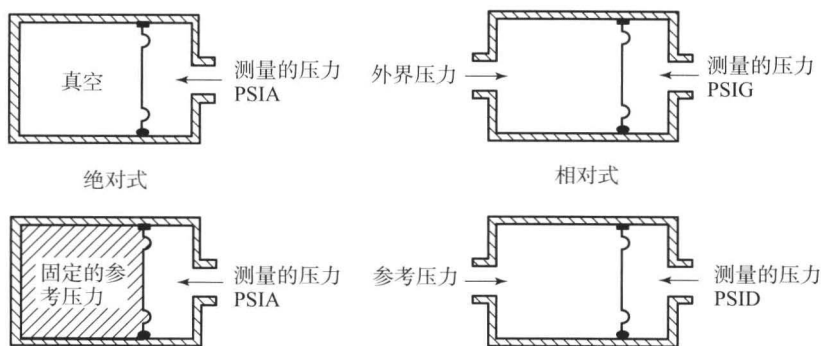 真空
测量的压力
PSIA
外界压力
测量的压力
PSIG
绝对式
相对式
固定的参
考压力
测量的压力
PSIA
参考压力
测量的压力
PSID